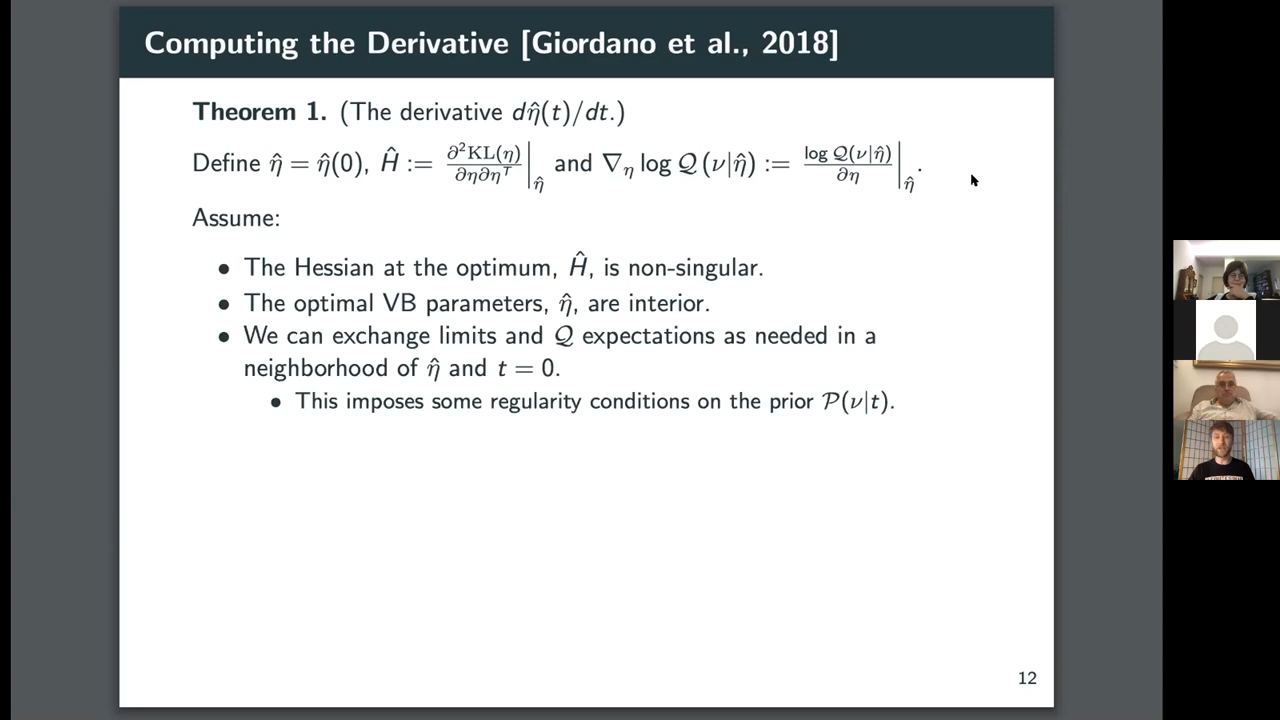 Computing the Derivative [Giordano et al., 2018]
Theorem 1. (The derivative dη̂(t)/dt.)
Define η̂ = η̂(0), Ĥ := ∂²KL(η)/∂η∂ηᵀ |η̂ and ∇η log Q(ν|η̂) := log Q(ν|η̂)/∂η |η̂.
Assume:
• The Hessian at the optimum, Ĥ, is non-singular.
• The optimal VB parameters, η̂, are interior.
• We can exchange limits and Q expectations as needed in a
neighborhood of η̂ and t = 0.
• This imposes some regularity conditions on the prior P(ν|t).
12